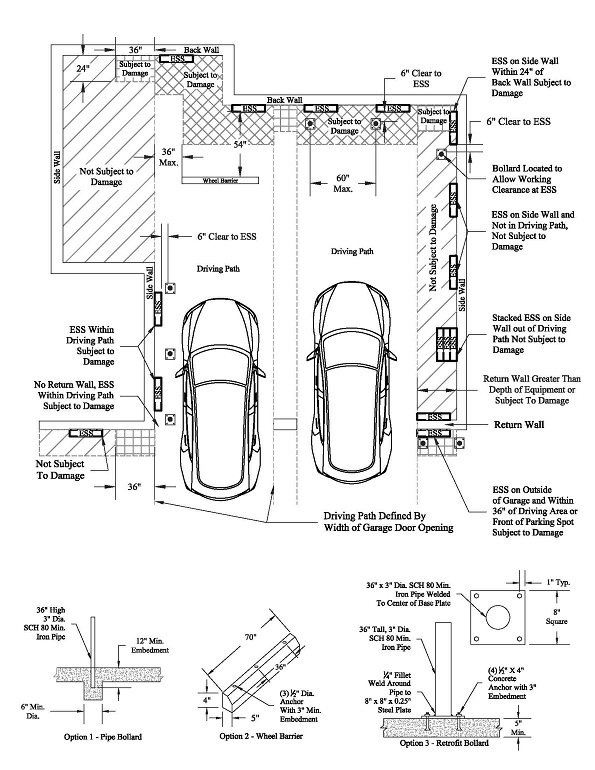 36"
Back Wall
ESS
Subject to
Damage
24"
Subject to
Damage
6" Clear to
ESS
ESS on Side Wall
Within 24" of
Back Wall Subject to
Damage
Back Wall
ESS
ESS
ESS
Subject to
Damage
Subject to
Damage
ESS
6" Clear to ESS
54"
36"
Max.
Side Wall
Not Subject to
Damage
Wheel Barrier
60"
Max.
Bollard Located to
Allow Working
Clearance at ESS
ESS
Not Subject to Damage
ESS on Side Wall and
Not in Driving Path,
Not Subject to
Damage
6" Clear to ESS
Driving Path
Driving Path
ESS
Side Wall
Side Wall
ESS
ESS Within
Driving Path
Subject to
Damage
Stacked ESS on Side
Wall out of Driving
Path Not Subject to
Damage
ESS
ESS
ESS
No Return Wall, ESS
Within Driving Path
Subject to Damage
ESS
Return Wall Greater Than
Depth of Equipment or
Subject To Damage
ESS
Return Wall
ESS
ESS
Not Subject
To Damage
36"
ESS on Outside
of Garage and Within
36" of Driving Area or
Front of Parking Spot
Subject to Damage
Driving Path Defined By
Width of Garage Door Opening
36" High
3" Dia.
SCH 80 Min.
Iron Pipe
12" Min.
Embedment
6" Min.
Dia.
Option 1 - Pipe Bollard
70"
36"
4"
5"
(3) ½" Dia.
Anchor
With 3" Min.
Embedment
Option 2 - Wheel Barrier
36" x 3" Dia. SCH 80 Min.
Iron Pipe Welded
To Center of Base Plate
1" Typ.
8"
Square
36" Tall, 3" Dia.
SCH 80 Min.
Iron Pipe
¼" Fillet
Weld Around
Pipe to
8" x 8" x 0.25"
Steel Plate
(4) ½" X 4"
Concrete
Anchor with 3"
Embedment
5"
Min.
Option 3 - Retrofit Bollard